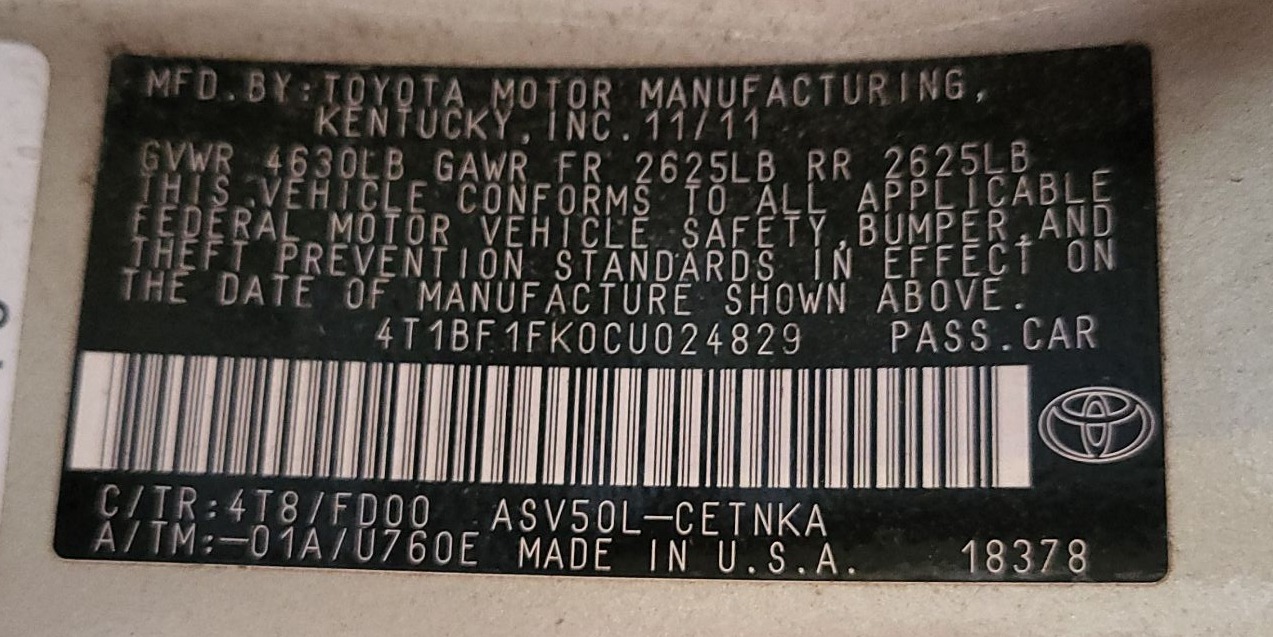 MFD.BY:TOYOTA MOTOR MANUFACTURING,
KENTUCKY, INC. 11/11
GVWR 4630LB GAWR FR 2625LB RR 2625LB
THIS VEHICLE CONFORMS TO ALL APPLICABLE
FEDERAL MOTOR VEHICLE SAFETY, BUMPER, AND
THEFT PREVENTION STANDARDS IN EFFECT ON
THE DATE OF MANUFACTURE SHOWN ABOVE.
4T1BF1FK0CU024829 PASS.CAR
C/TR:4T8/FD00 ASV50L-CETNKA
A/TM:-01A/U760E MADE IN U.S.A. 18378